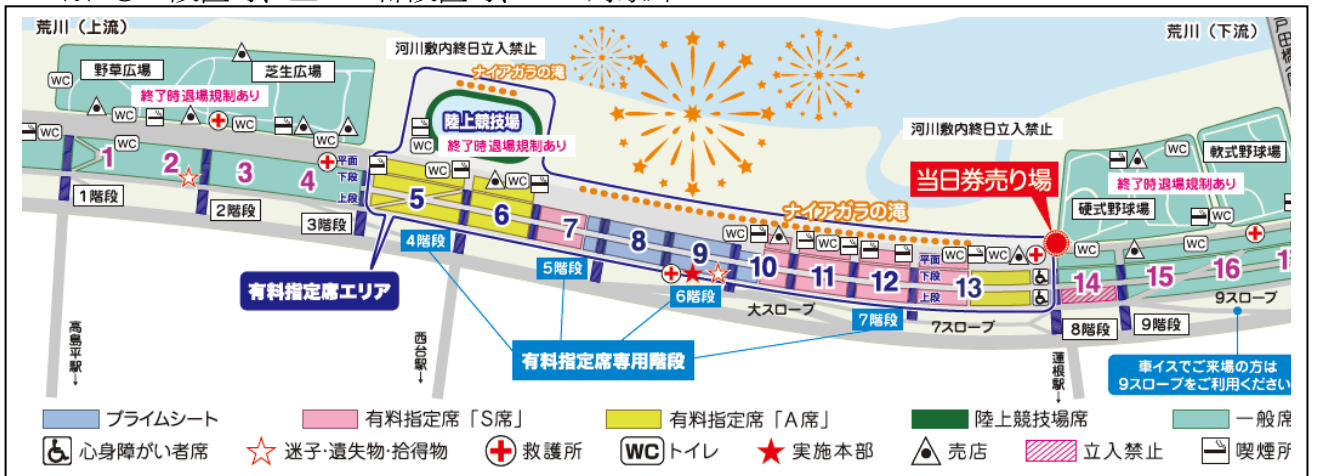 荒川（上流）
荒川（下流）
河川敷内終日立入禁止
ナイアガラの滝
野草広場
芝生広場
終了時退場規制あり
陸上競技場
終了時退場規制あり
河川敷内終日立入禁止
軟式野球場
終了時退場規制あり
硬式野球場
当日券売り場
ナイアガラの滝
WC
平面
下段
上段
1
2
3
4
5
6
7
8
9
10
11
12
13
14
15
16
平面
下段
上段
1階段
2階段
3階段
4階段
5階段
6階段
大スロープ
7階段
7スロープ
8階段
9階段
9スロープ
有料指定席エリア
有料指定席専用階段
高島平駅→
西台駅→
蓮根駅→
車イスでご来場の方は
9スロープをご利用ください
プライムシート 有料指定席「S席」 有料指定席「A席」 陸上競技場席 一般席
心身障がい者席 迷子・遺失物・拾得物 救護所 WC トイレ 実施本部 売店 立入禁止 喫煙所